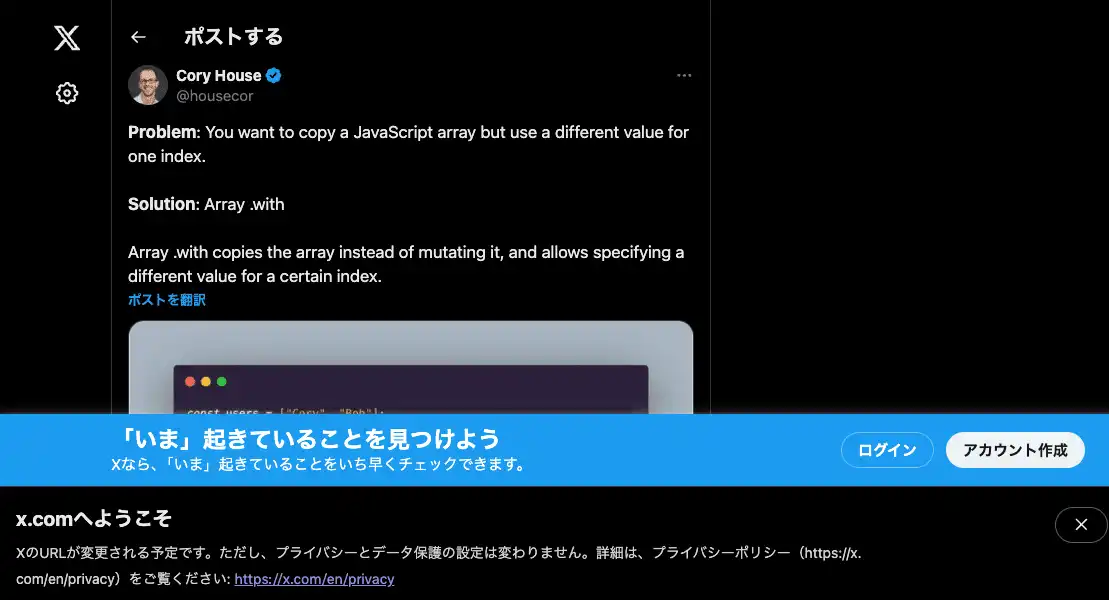 ポストする
Cory House
@housecor
Problem: You want to copy a JavaScript array but use a different value for
one index.
Solution: Array .with
Array .with copies the array instead of mutating it, and allows specifying a
different value for a certain index.
ポストを翻訳
const users = ["Cory", "Bob"];
「いま」起きていることを見つけよう
Xなら、「いま」起きていることをいち早くチェックできます。
ログイン
アカウント作成
x.comへようこそ
XのURLが変更される予定です。ただし、プライバシーとデータ保護の設定は変わりません。詳細は、プライバシーポリシー（https://x.
com/en/privacy）をご覧ください: https://x.com/en/privacy